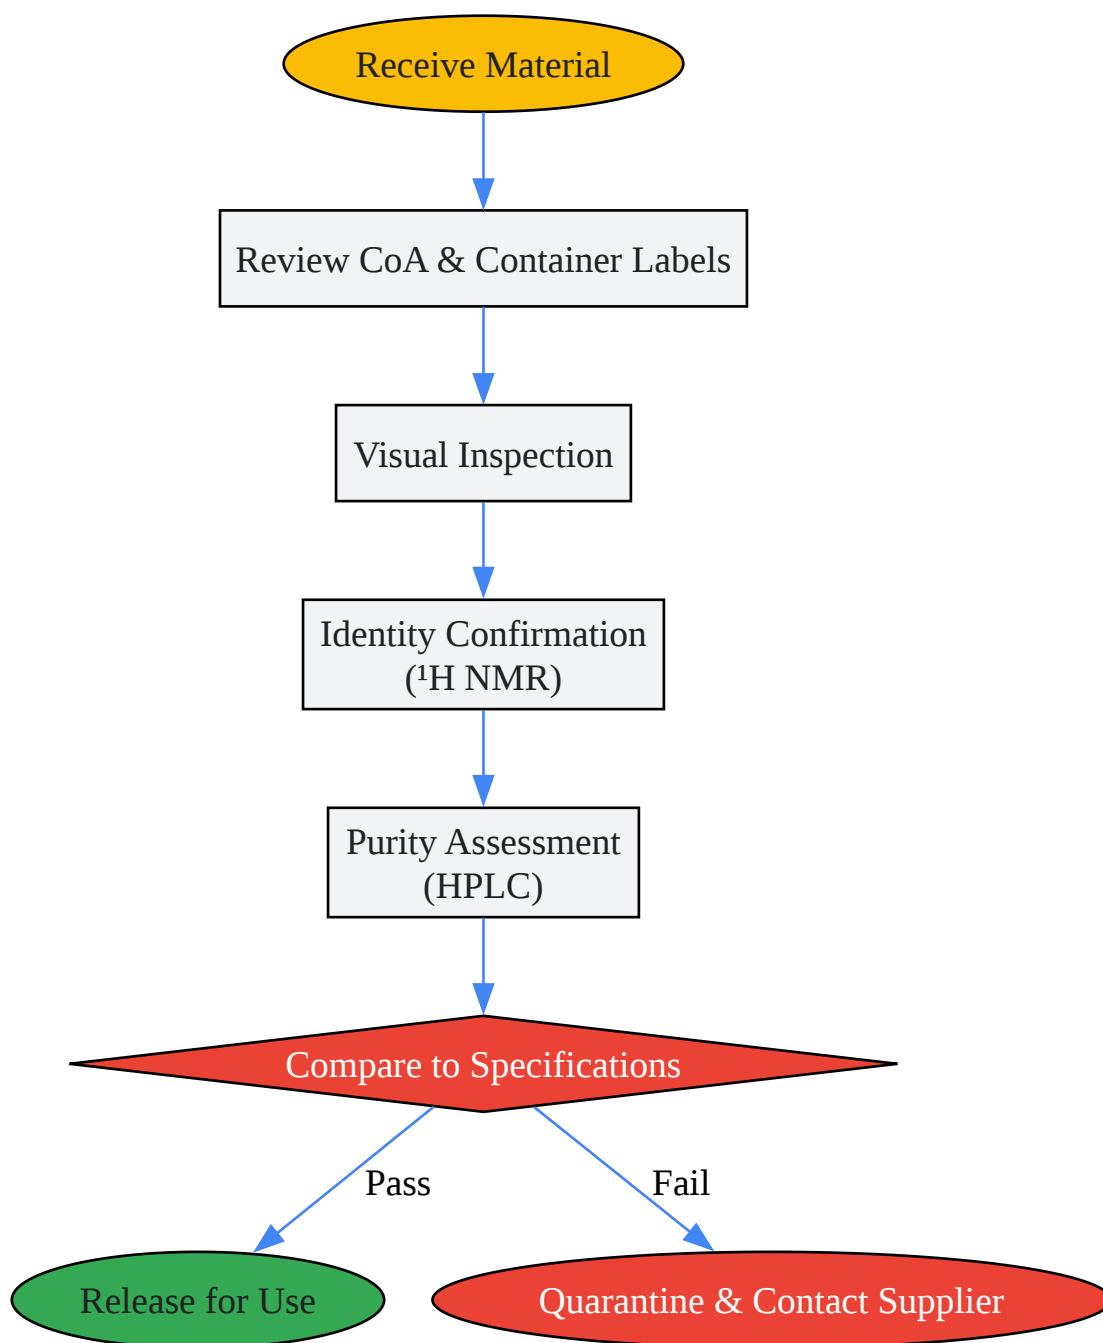 Receive Material
Review CoA & Container Labels
Visual Inspection
Identity Confirmation
(¹H NMR)
Purity Assessment
(HPLC)
Compare to Specifications
Pass
Fail
Release for Use
Quarantine & Contact Supplier